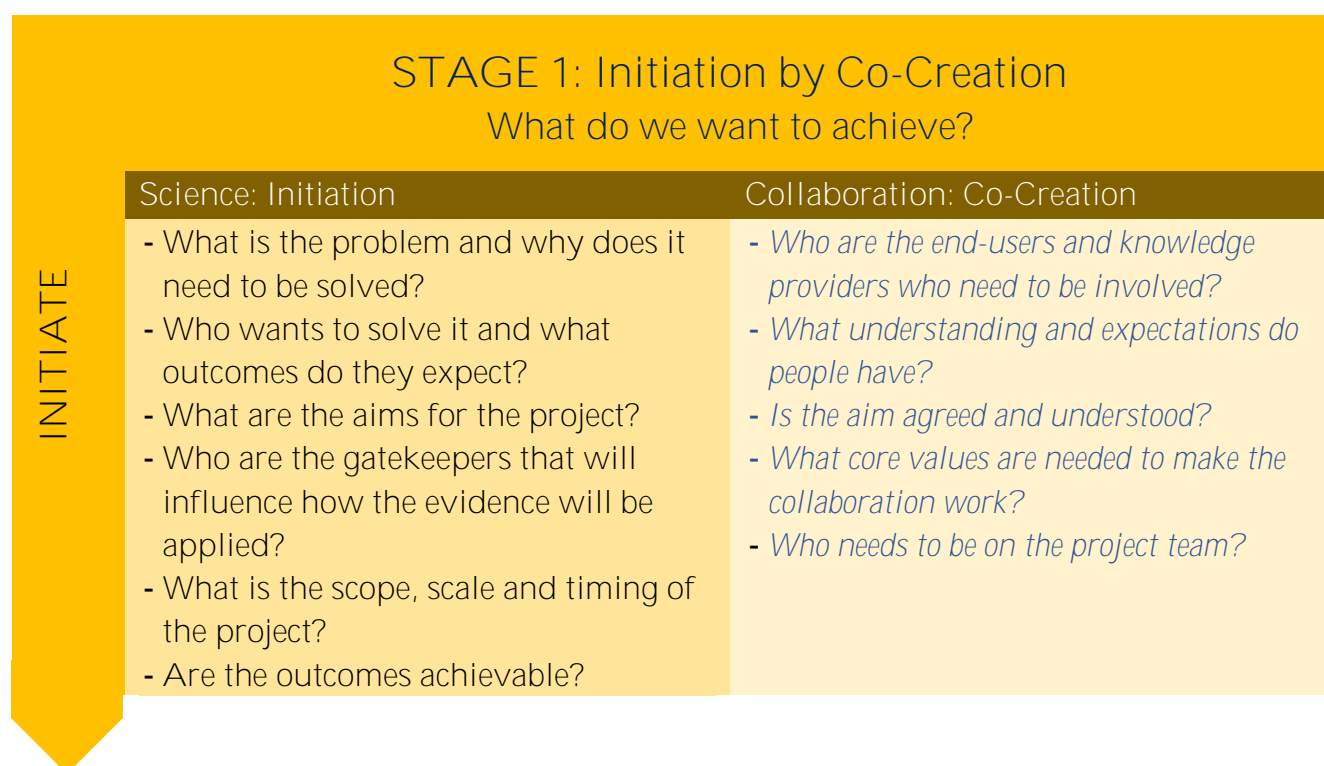 STAGE 1: Initiation by Co-Creation
What do we want to achieve?
INITIATE
Science: Initiation
- What is the problem and why does it
need to be solved?
- Who wants to solve it and what
outcomes do they expect?
- What are the aims for the project?
- Who are the gatekeepers that will
influence how the evidence will be
applied?
- What is the scope, scale and timing of
the project?
- Are the outcomes achievable?
Collaboration: Co-Creation
- Who are the end-users and knowledge
providers who need to be involved?
- What understanding and expectations do
people have?
- Is the aim agreed and understood?
- What core values are needed to make the
collaboration work?
- Who needs to be on the project team?